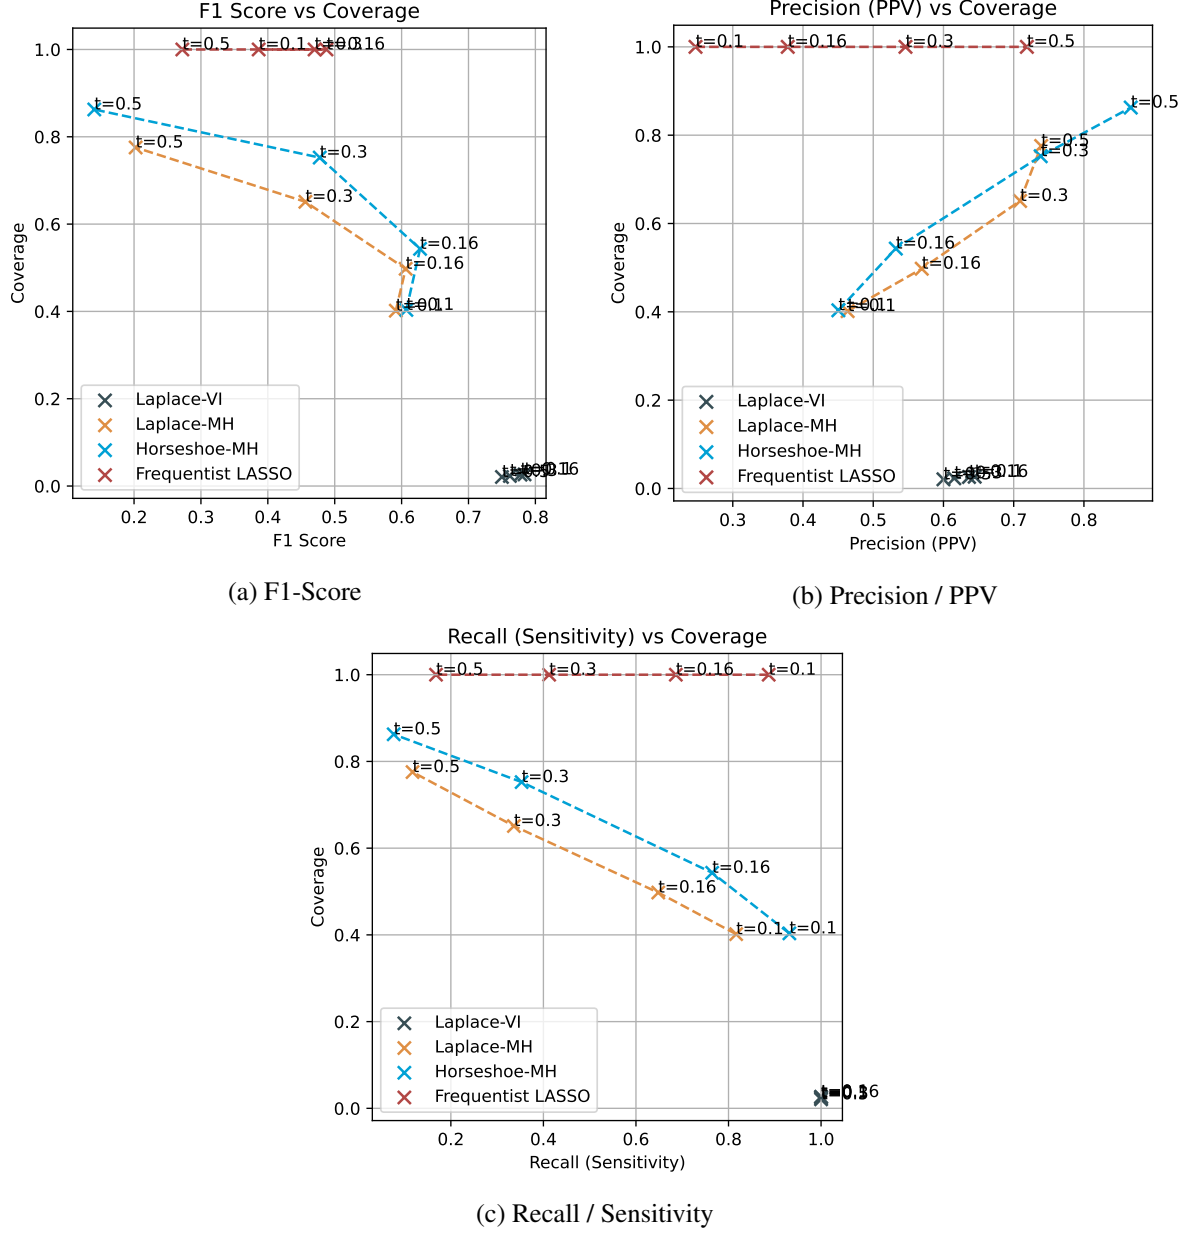 F1 Score vs Coverage
1.0
0.8
0.6
0.4
0.2
0.0
Coverage
t=0.5
t=0.1
t=0.3
t=0.16
t=0.5
t=0.3
t=0.16
t=0.1
t=0.5
t=0.3
t=0.16
t=0.1
Laplace-VI
Laplace-MH
Horseshoe-MH
Frequentist LASSO
0.2
0.3
0.4
0.5
0.6
0.7
0.8
F1 Score
(a) F1-Score
Precision (PPV) vs Coverage
1.0
0.8
0.6
0.4
0.2
0.0
Coverage
t=0.1
t=0.16
t=0.3
t=0.5
t=0.5
t=0.5
t=0.3
t=0.3
t=0.16
t=0.16
t=0.1
t=0.1
Laplace-VI
Laplace-MH
Horseshoe-MH
Frequentist LASSO
0.3
0.4
0.5
0.6
0.7
0.8
Precision (PPV)
(b) Precision / PPV
Recall (Sensitivity) vs Coverage
1.0
0.8
0.6
0.4
0.2
0.0
Coverage
t=0.5
t=0.3
t=0.16
t=0.1
t=0.5
t=0.5
t=0.3
t=0.3
t=0.16
t=0.16
t=0.1
t=0.1
Laplace-VI
Laplace-MH
Horseshoe-MH
Frequentist LASSO
0.2
0.4
0.6
0.8
1.0
Recall (Sensitivity)
(c) Recall / Sensitivity